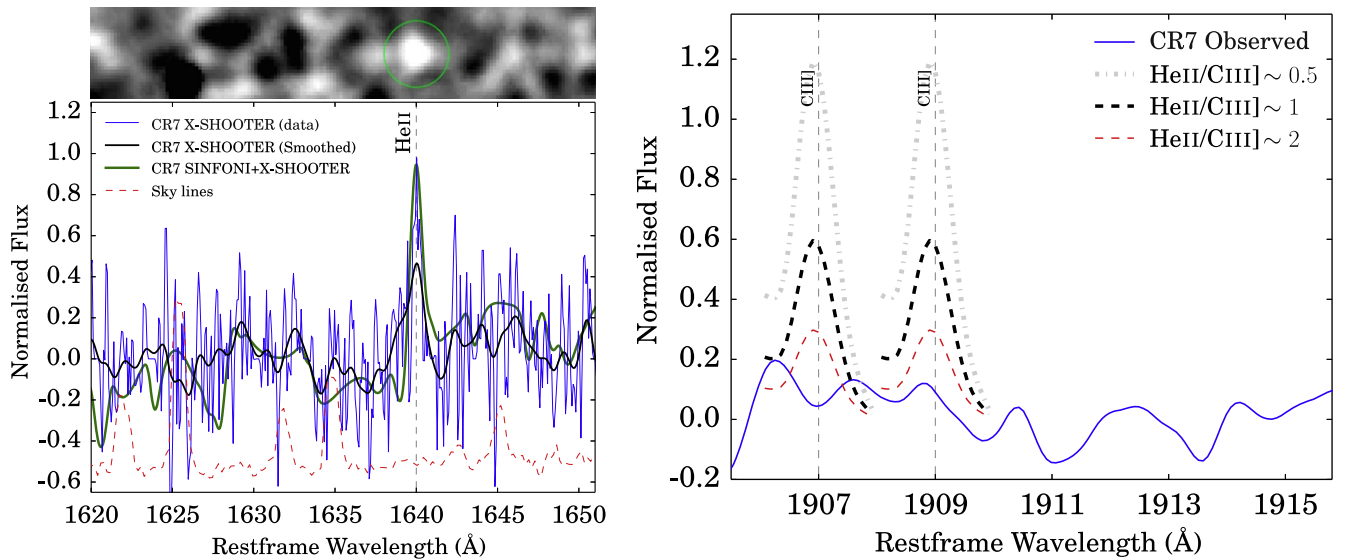 1.2
1.0
0.8
0.6
0.4
0.2
0.0
-0.2
-0.4
-0.6
Normalised Flux
CR7 X-SHOOTER (data)
CR7 X-SHOOTER (Smoothed)
CR7 SINFONI+X-SHOOTER
Sky lines
HeII
1620 1625 1630 1635 1640 1645 1650
Restframe Wavelength (Å)
1.2
1.0
0.8
0.6
0.4
0.2
0.0
-0.2
Normalised Flux
CIII]
CIII]
CR7 Observed
HeII/CIII] ~ 0.5
HeII/CIII] ~ 1
HeII/CIII] ~ 2
1907 1909 1911 1913 1915
Restframe Wavelength (Å)